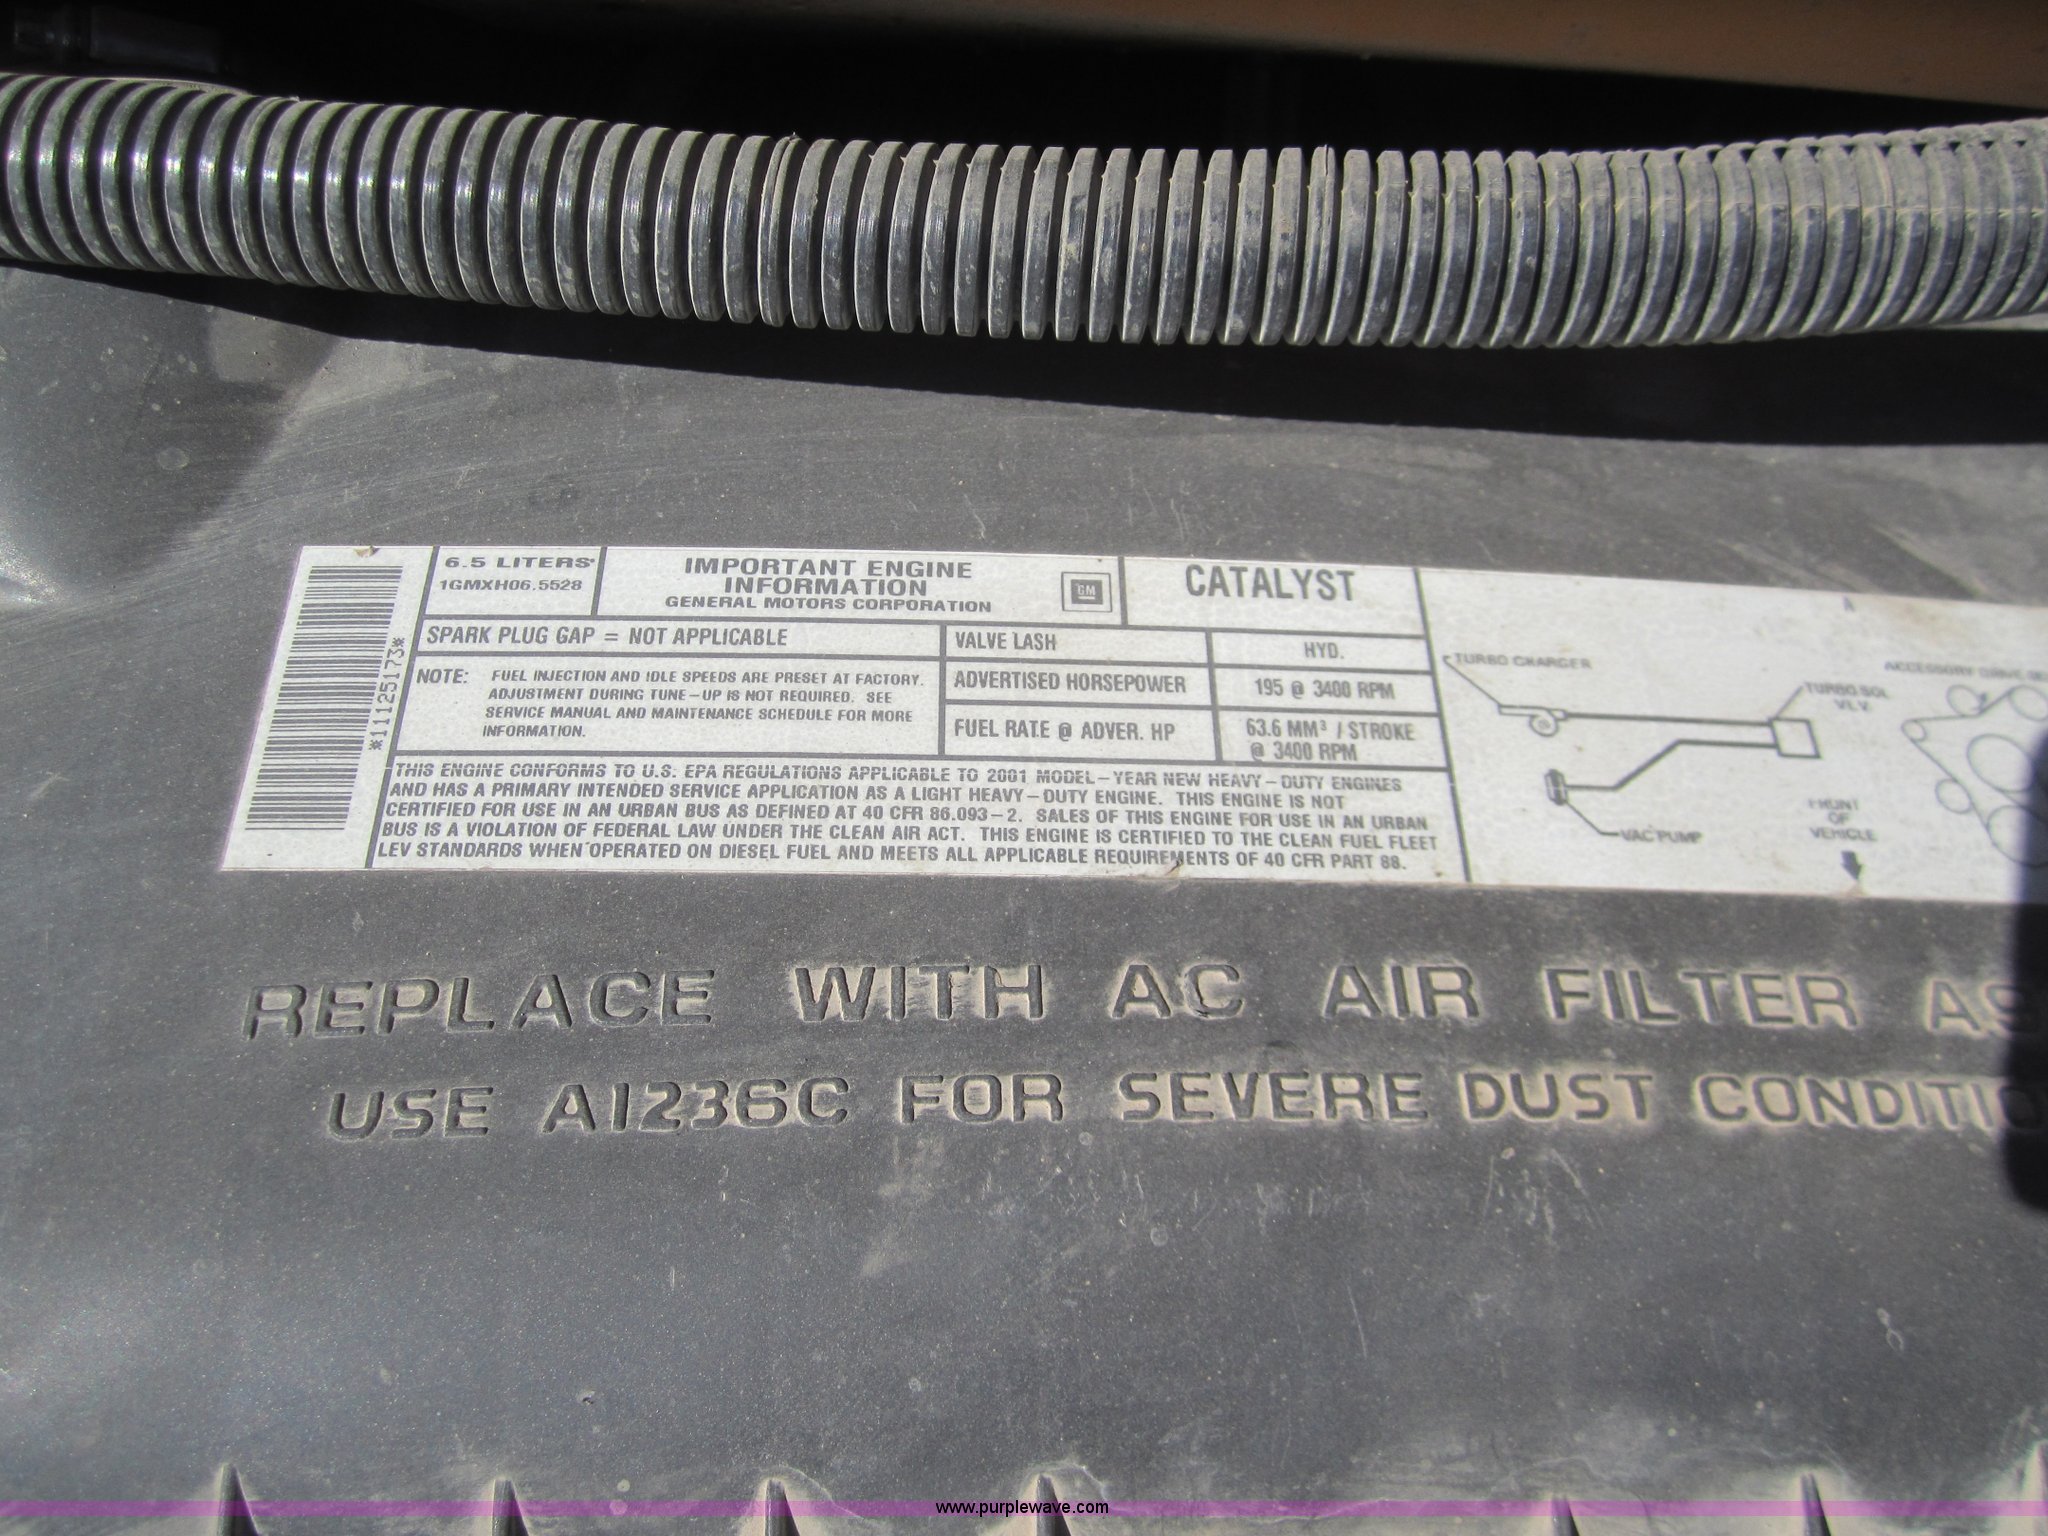 6.5 LITERS
1GMXH06.5528
IMPORTANT ENGINE
INFORMATION
GENERAL MOTORS CORPORATION
GM
CATALYST
*11125173*
SPARK PLUG GAP = NOT APPLICABLE
NOTE: FUEL INJECTION AND IDLE SPEEDS ARE PRESET AT FACTORY.
ADJUSTMENT DURING TUNE-UP IS NOT REQUIRED. SEE
SERVICE MANUAL AND MAINTENANCE SCHEDULE FOR MORE
INFORMATION.
VALVE LASH HYD.
ADVERTISED HORSEPOWER 195 @ 3400 RPM
FUEL RATE @ ADVER. HP 63.6 MM³ / STROKE
@ 3400 RPM
THIS ENGINE CONFORMS TO U.S. EPA REGULATIONS APPLICABLE TO 2001 MODEL-YEAR NEW HEAVY-DUTY ENGINES
AND HAS A PRIMARY INTENDED SERVICE APPLICATION AS A LIGHT HEAVY-DUTY ENGINE. THIS ENGINE IS NOT
CERTIFIED FOR USE IN AN URBAN BUS AS DEFINED AT 40 CFR 86.093-2. SALES OF THIS ENGINE FOR USE IN AN URBAN
BUS IS A VIOLATION OF FEDERAL LAW UNDER THE CLEAN AIR ACT. THIS ENGINE IS CERTIFIED TO THE CLEAN FUEL FLEET
LEV STANDARDS WHEN OPERATED ON DIESEL FUEL AND MEETS ALL APPLICABLE REQUIREMENTS OF 40 CFR PART 88.
A
TURBO CHARGER
TURBO SOL
VLV
ACCESSORY DRIVE
VAC PUMP
FRONT
OF
VEHICLE
REPLACE WITH AC AIR FILTER AS
USE A1236C FOR SEVERE DUST CONDITIO
www.purplewave.com